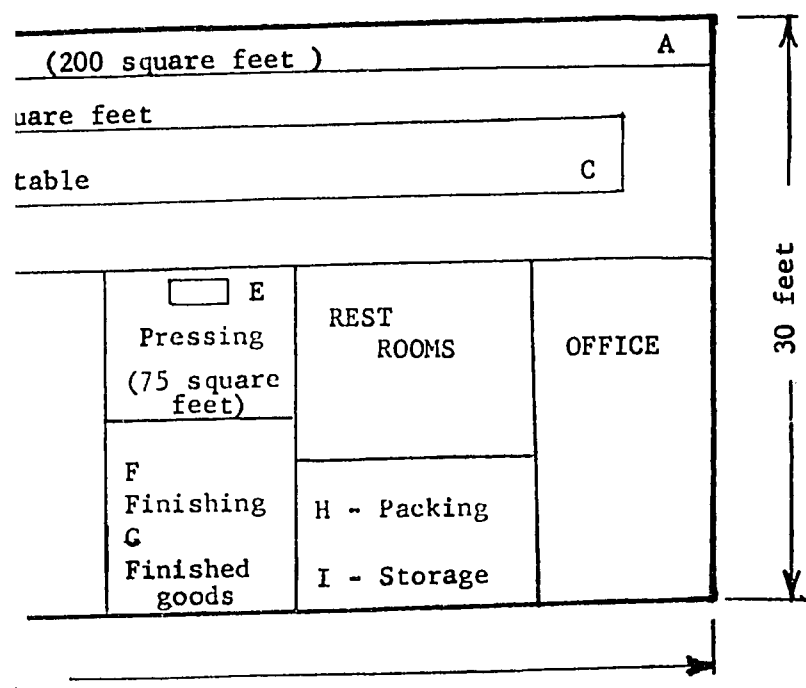 (200 square feet ) A
uare feet
table C
E
Pressing
(75 square
feet)
REST
ROOMS
OFFICE
30 feet
F
Finishing
G
Finished
goods
H - Packing
I - Storage